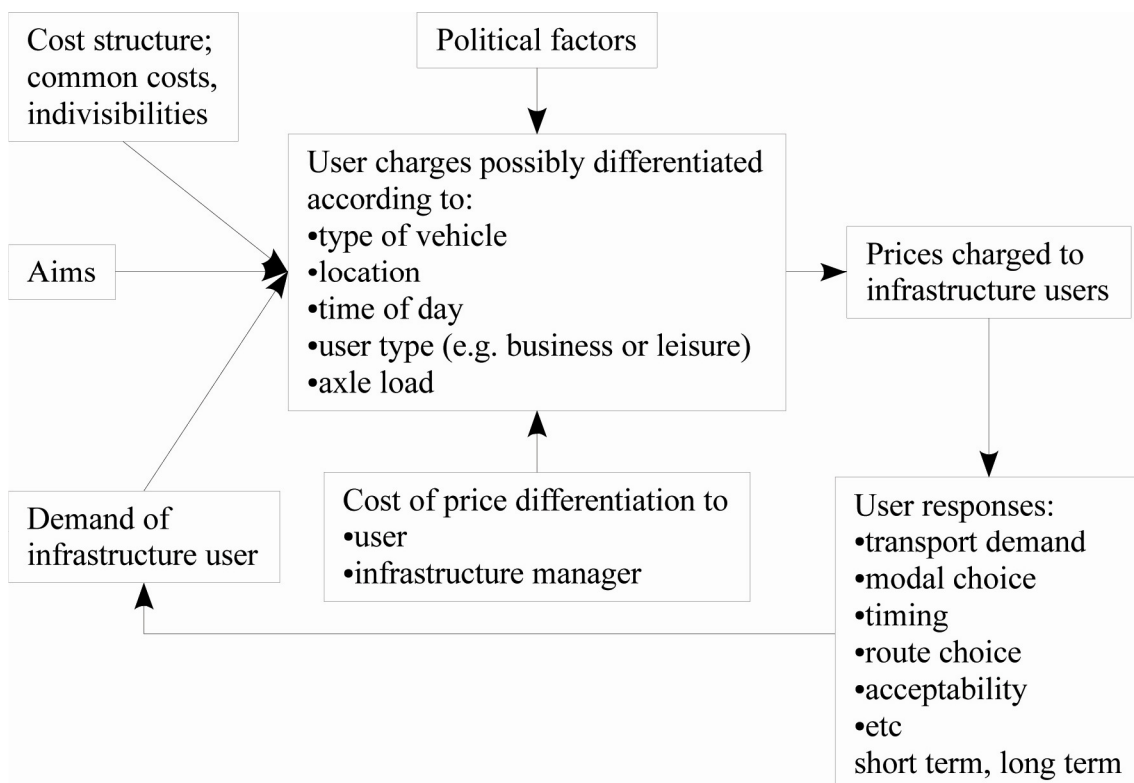 Cost structure;
common costs,
indivisibilities
Political factors
User charges possibly differentiated
according to:
•type of vehicle
•location
•time of day
•user type (e.g. business or leisure)
•axle load
Aims
Prices charged to
infrastructure users
Demand of
infrastructure user
Cost of price differentiation to
•user
•infrastructure manager
User responses:
•transport demand
•modal choice
•timing
•route choice
•acceptability
•etc
short term, long term